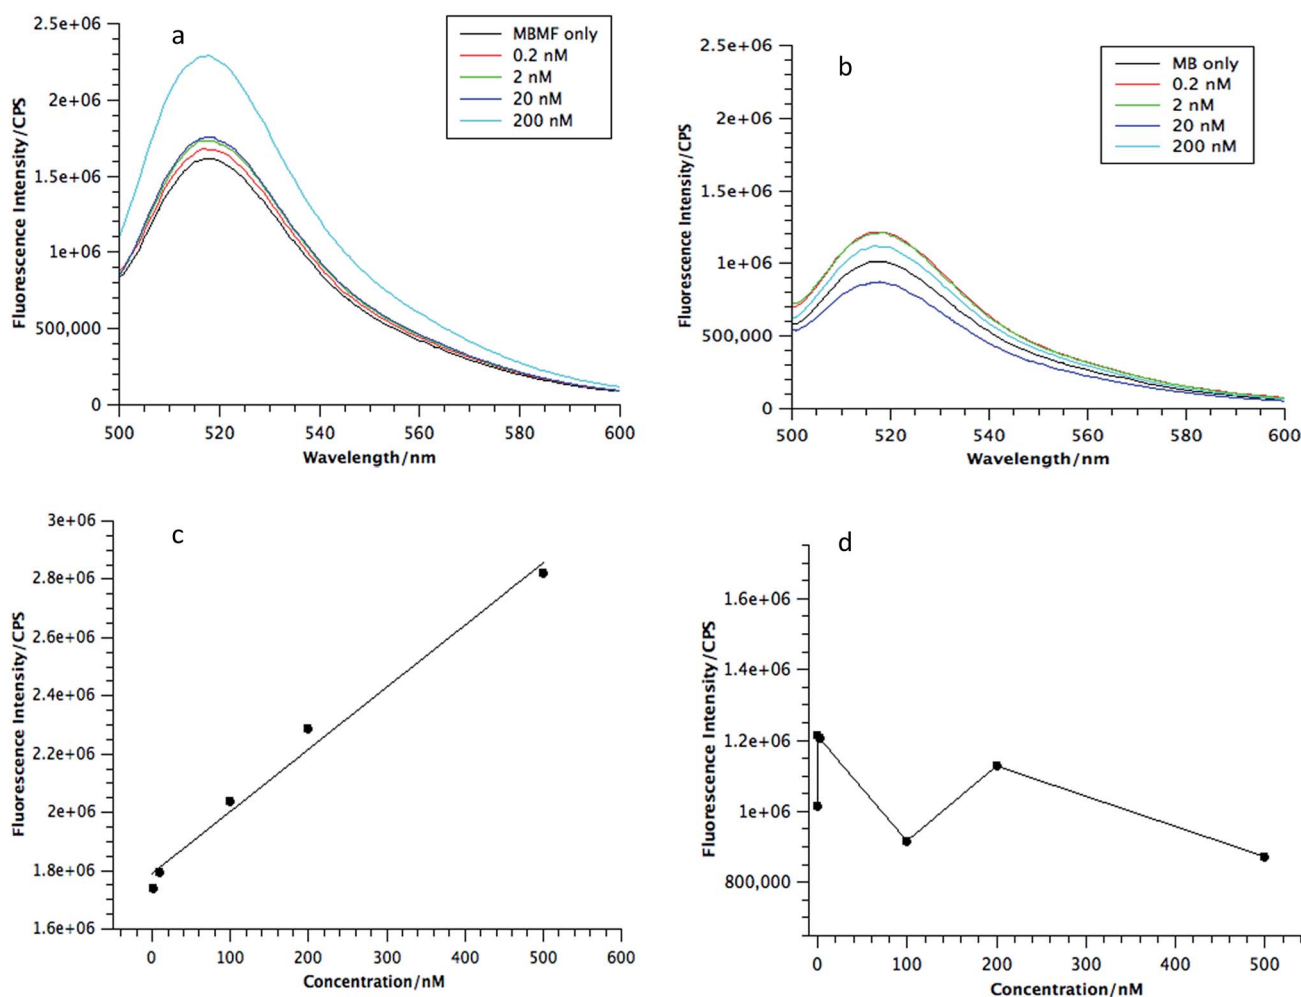 a
2.5e+06
2e+06
1.5e+06
1e+06
500,000
0
500
520
540
560
580
600
Fluorescence Intensity/CPS
Wavelength/nm
MBMF only
0.2 nM
2 nM
20 nM
200 nM
b
2.5e+06
2e+06
1.5e+06
1e+06
500,000
0
500
520
540
560
580
600
Fluorescence Intensity/CPS
Wavelength/nm
MB only
0.2 nM
2 nM
20 nM
200 nM
c
3e+06
2.8e+06
2.6e+06
2.4e+06
2.2e+06
2e+06
1.8e+06
1.6e+06
0
100
200
300
400
500
600
Fluorescence Intensity/CPS
Concentration/nM
d
1.6e+06
1.4e+06
1.2e+06
1e+06
800,000
0
100
200
300
400
500
Fluorescence Intensity/CPS
Concentration/nM